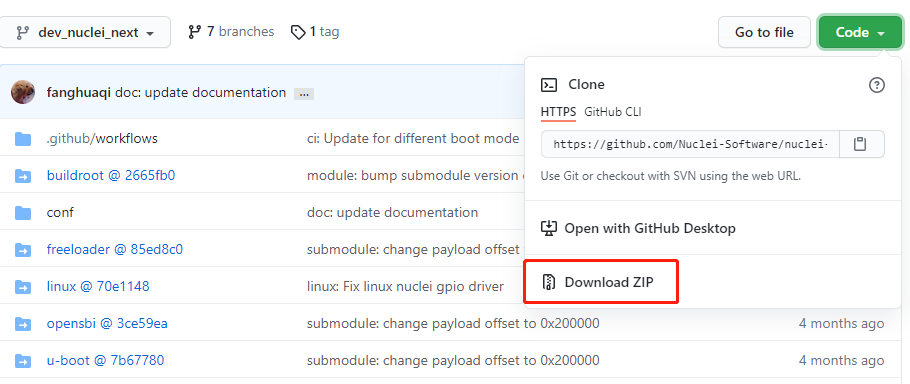 dev_nuclei_next 7 branches 1 tag Go to file Code
fanghuaqi doc: update documentation ...
Clone
HTTPS GitHub CLI
https://github.com/Nuclei-Software/nuclei-
Use Git or checkout with SVN using the web URL.
Open with GitHub Desktop
Download ZIP
.github/workflows ci: Update for different boot mode
buildroot @ 2665fb0 module: bump submodule version
conf doc: update documentation
freeloader @ 85ed8c0 submodule: change payload offset
linux @ 70e1148 linux: Fix linux nuclei gpio driver
opensbi @ 3ce59ea submodule: change payload offset to 0x200000 4 months ago
u-boot @ 7b67780 submodule: change payload offset to 0x200000 4 months ago